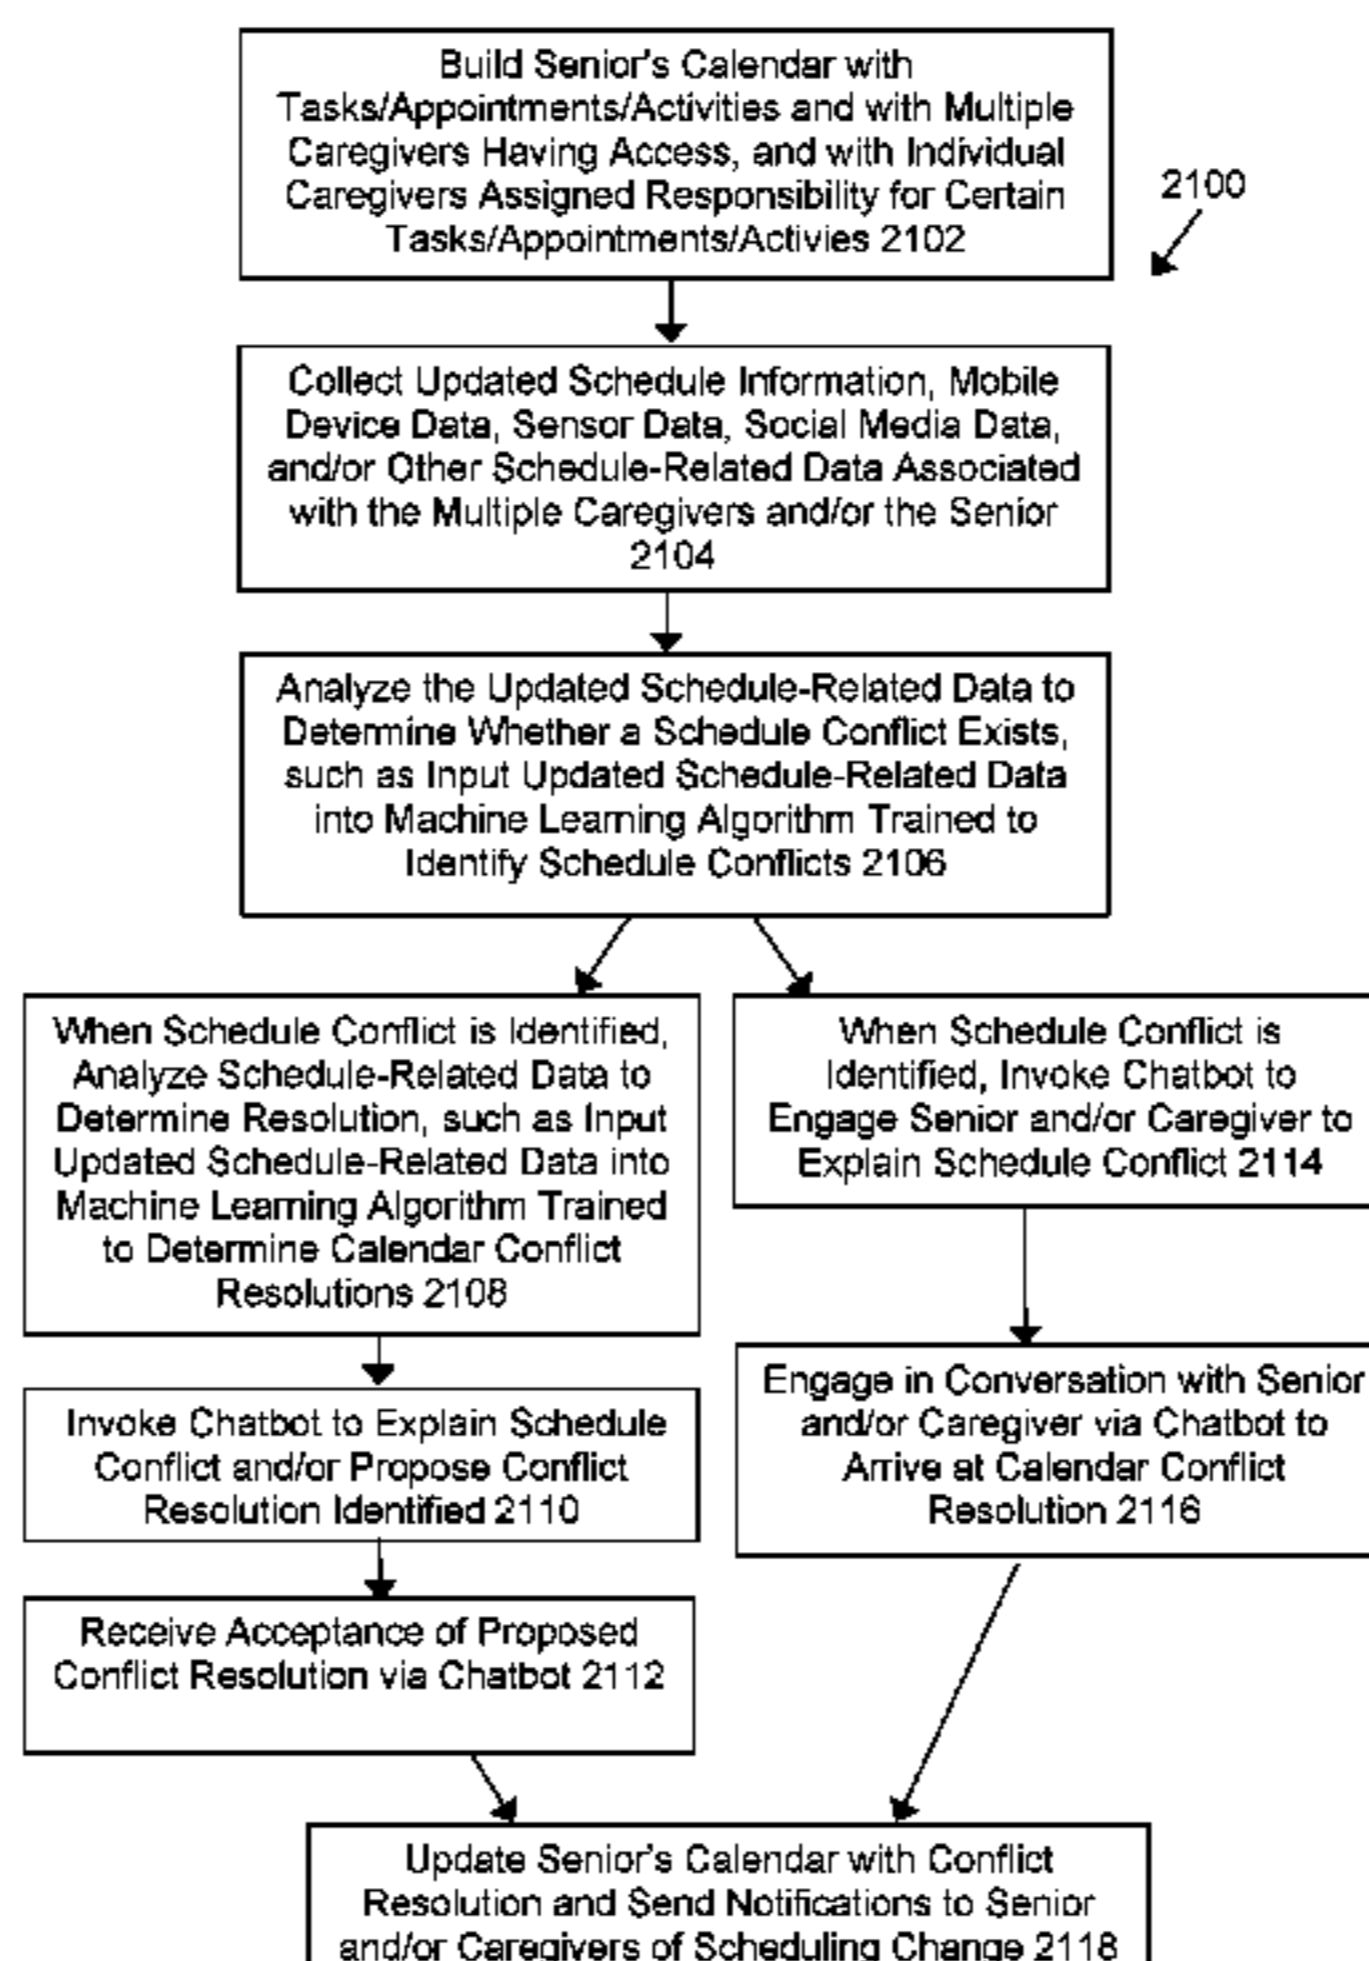 Build Senior's Calendar with
Tasks/Appointments/Activities and with Multiple
Caregivers Having Access, and with Individual
Caregivers Assigned Responsibility for Certain
Tasks/Appointments/Activies 2102
2100
Collect Updated Schedule Information, Mobile
Device Data, Sensor Data, Social Media Data,
and/or Other Schedule-Related Data Associated
with the Multiple Caregivers and/or the Senior
2104
Analyze the Updated Schedule-Related Data to
Determine Whether a Schedule Conflict Exists,
such as Input Updated Schedule-Related Data
into Machine Learning Algorithm Trained to
Identify Schedule Conflicts 2106
When Schedule Conflict is Identified,
Analyze Schedule-Related Data to
Determine Resolution, such as Input
Updated Schedule-Related Data into
Machine Learning Algorithm Trained
to Determine Calendar Conflict
Resolutions 2108
When Schedule Conflict is
Identified, Invoke Chatbot to
Engage Senior and/or Caregiver to
Explain Schedule Conflict 2114
Invoke Chatbot to Explain Schedule
Conflict and/or Propose Conflict
Resolution Identified 2110
Engage in Conversation with Senior
and/or Caregiver via Chatbot to
Arrive at Calendar Conflict
Resolution 2116
Receive Acceptance of Proposed
Conflict Resolution via Chatbot 2112
Update Senior's Calendar with Conflict
Resolution and Send Notifications to Senior
and/or Caregivers of Scheduling Change 2118